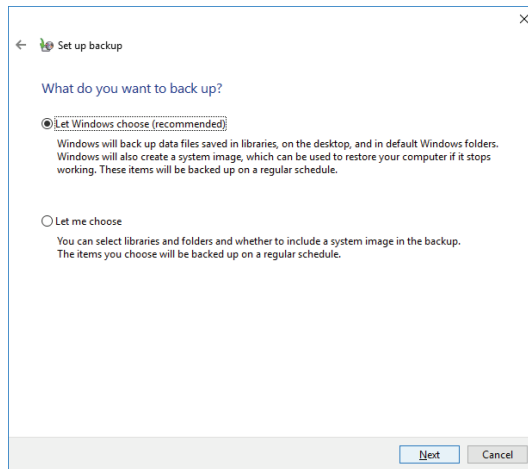 Set up backup
What do you want to back up?
Let Windows choose (recommended)
Windows will back up data files saved in libraries, on the desktop, and in default Windows folders.
Windows will also create a system image, which can be used to restore your computer if it stops
working. These items will be backed up on a regular schedule.
Let me choose
You can select libraries and folders and whether to include a system image in the backup.
The items you choose will be backed up on a regular schedule.
Next Cancel